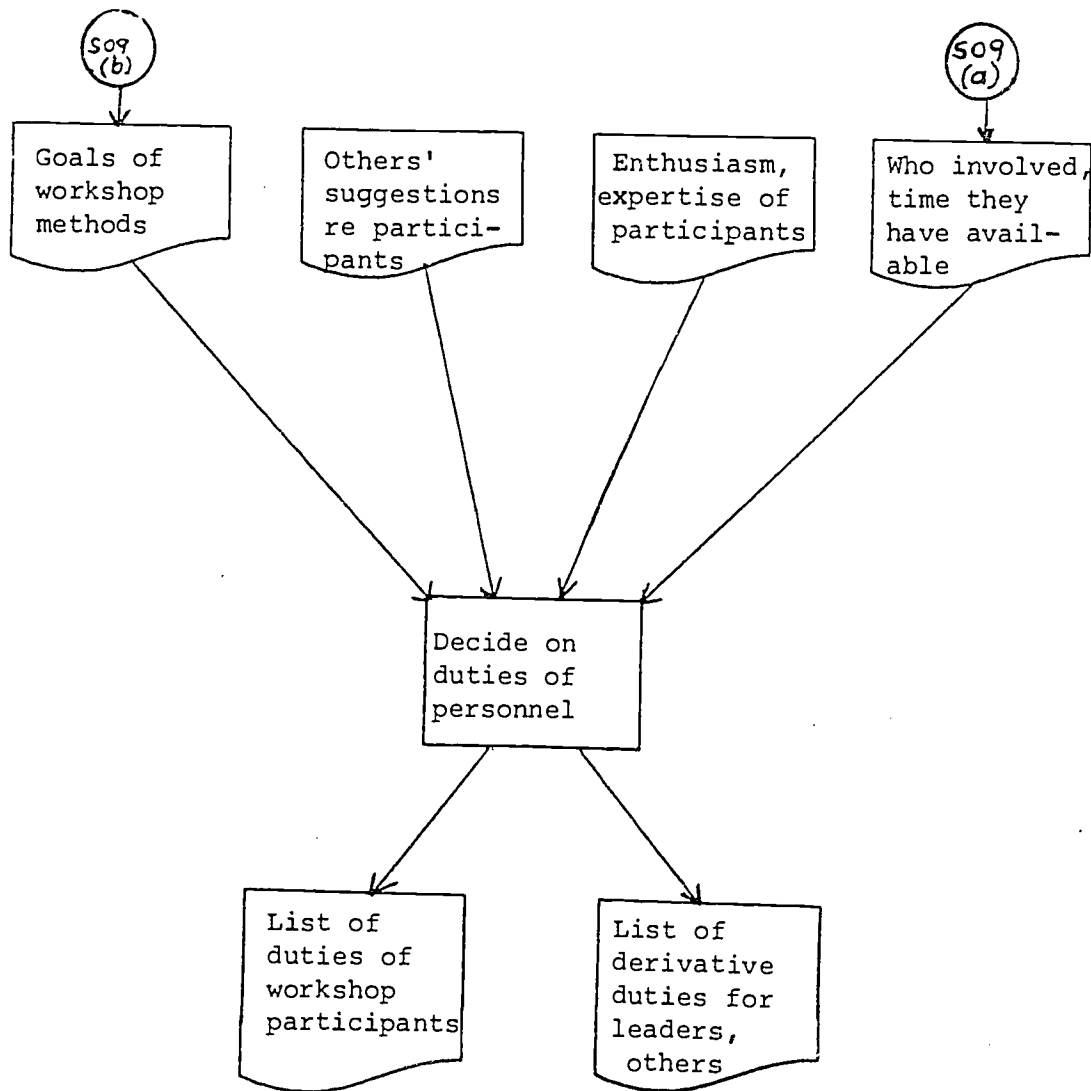 509
(b)
509
(a)
Goals of
workshop
methods
Others'
suggestions
re partici-
pants
Enthusiasm,
expertise of
participants
Who involved,
time they
have avail-
able
Decide on
duties of
personnel
List of
duties of
workshop
participants
List of
derivative
duties for
leaders,
others